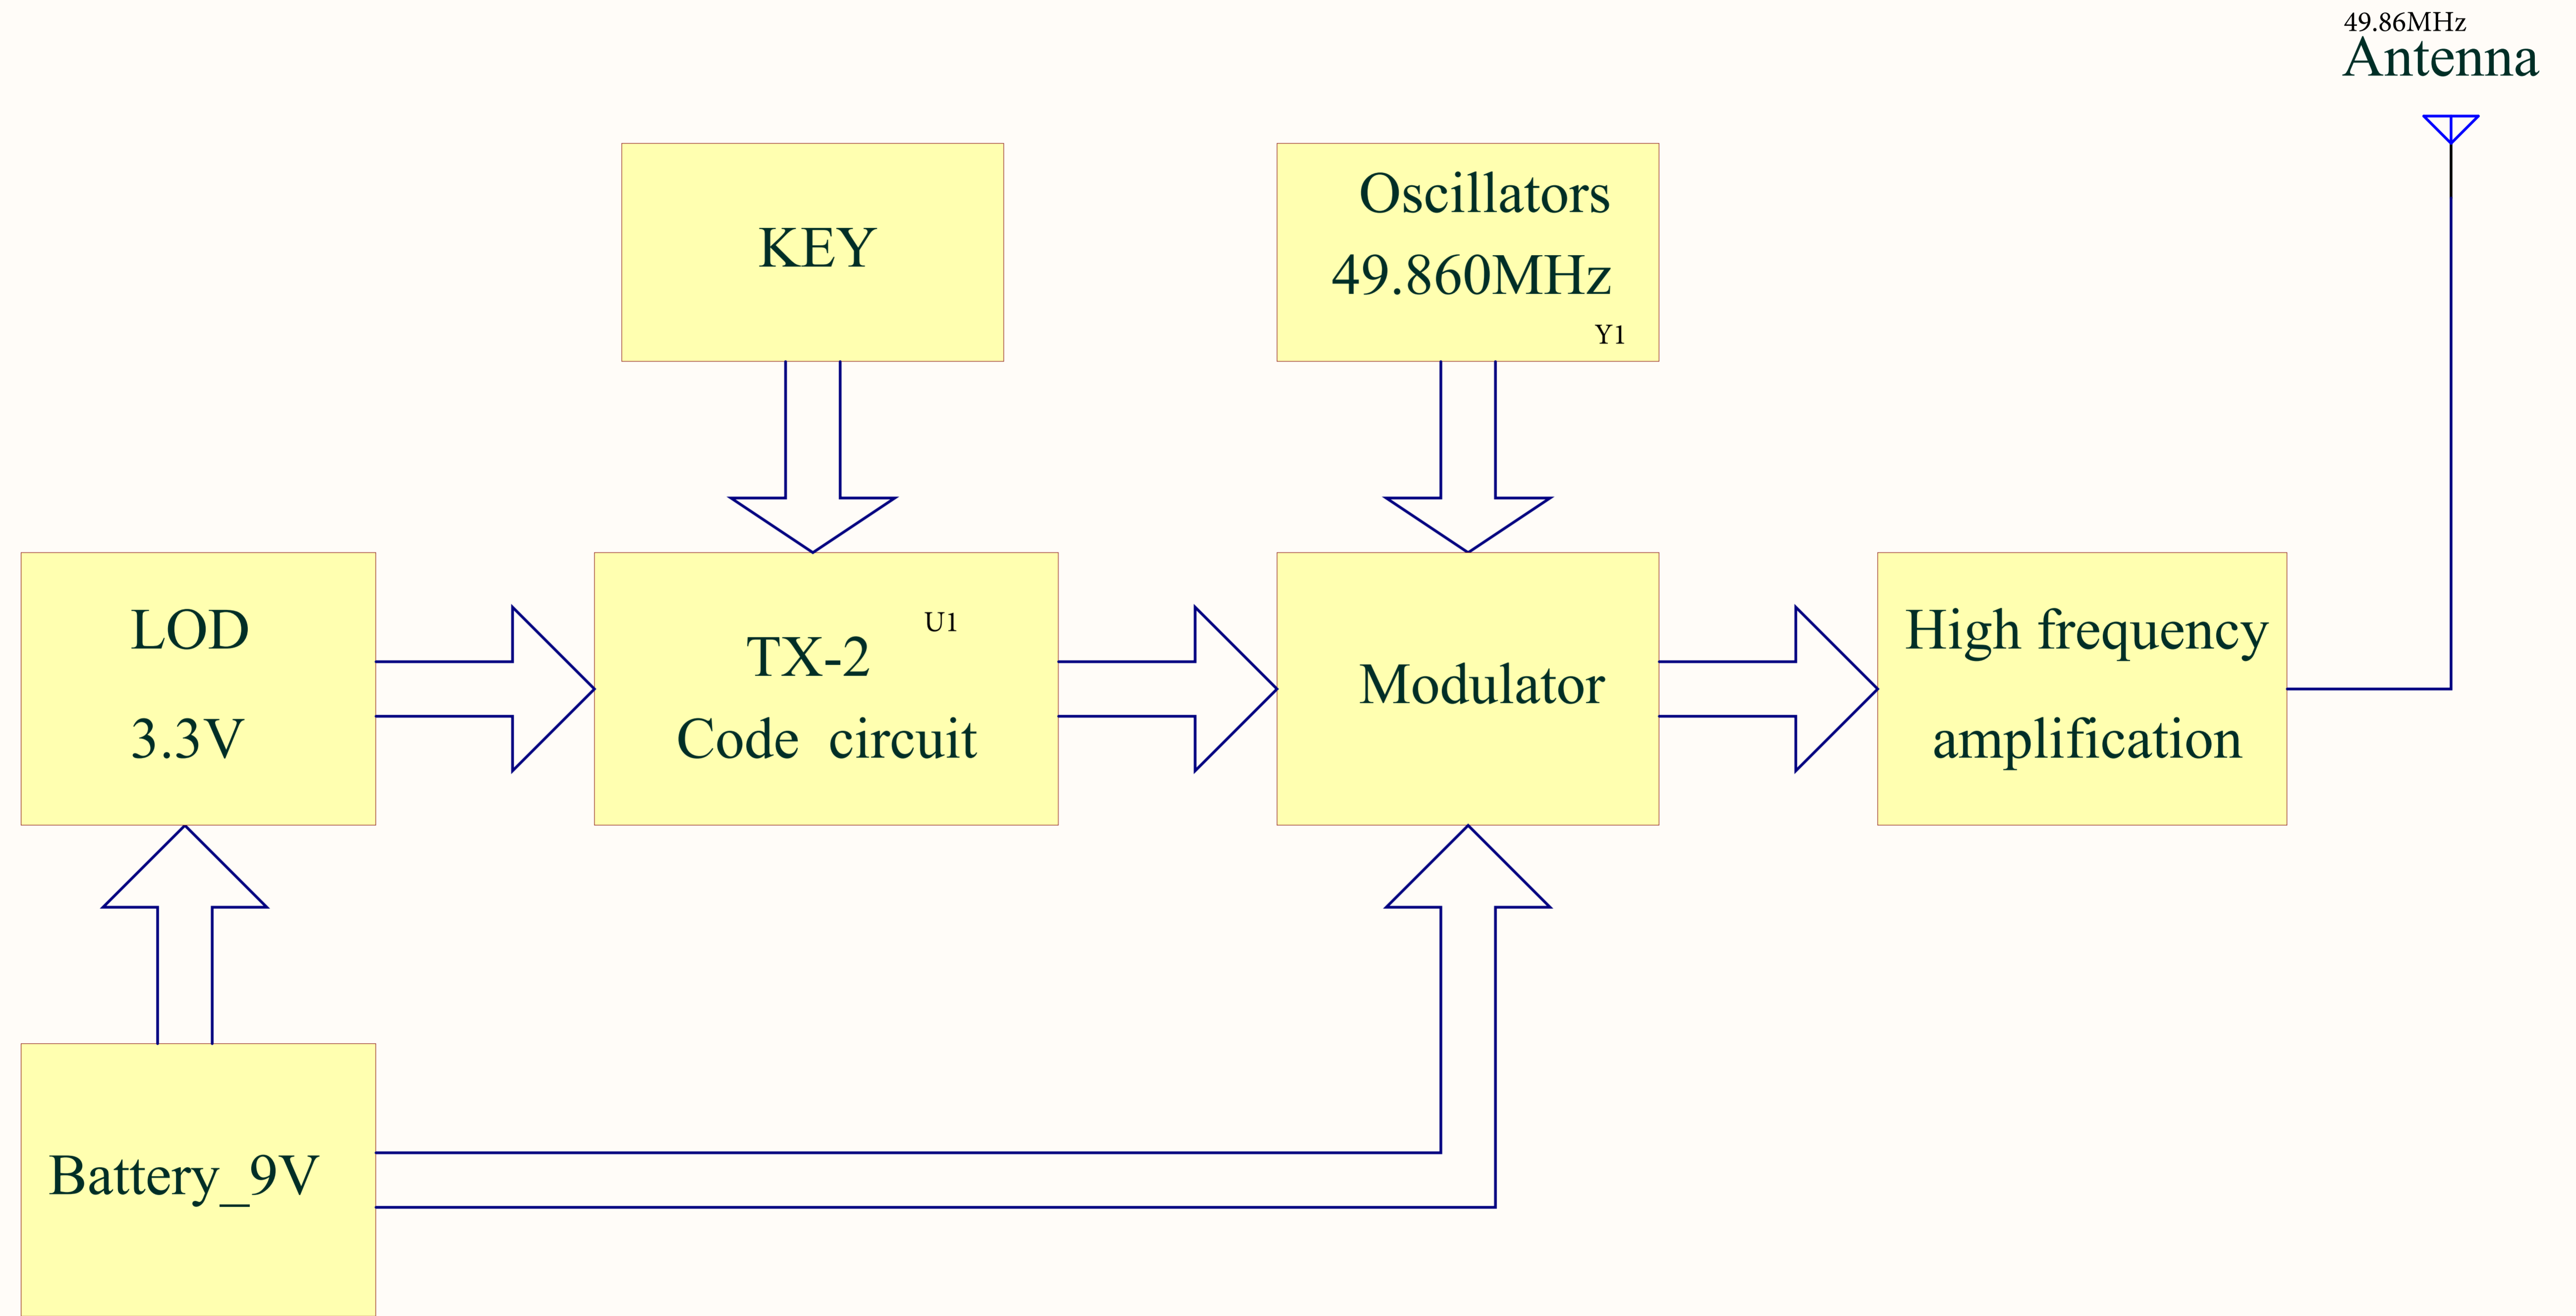 49.86MHz
Antenna
KEY
Oscillators
49.860MHz
Y1
LOD
3.3V
U1
TX-2
Code circuit
Modulator
High frequency
amplification
Battery_9V